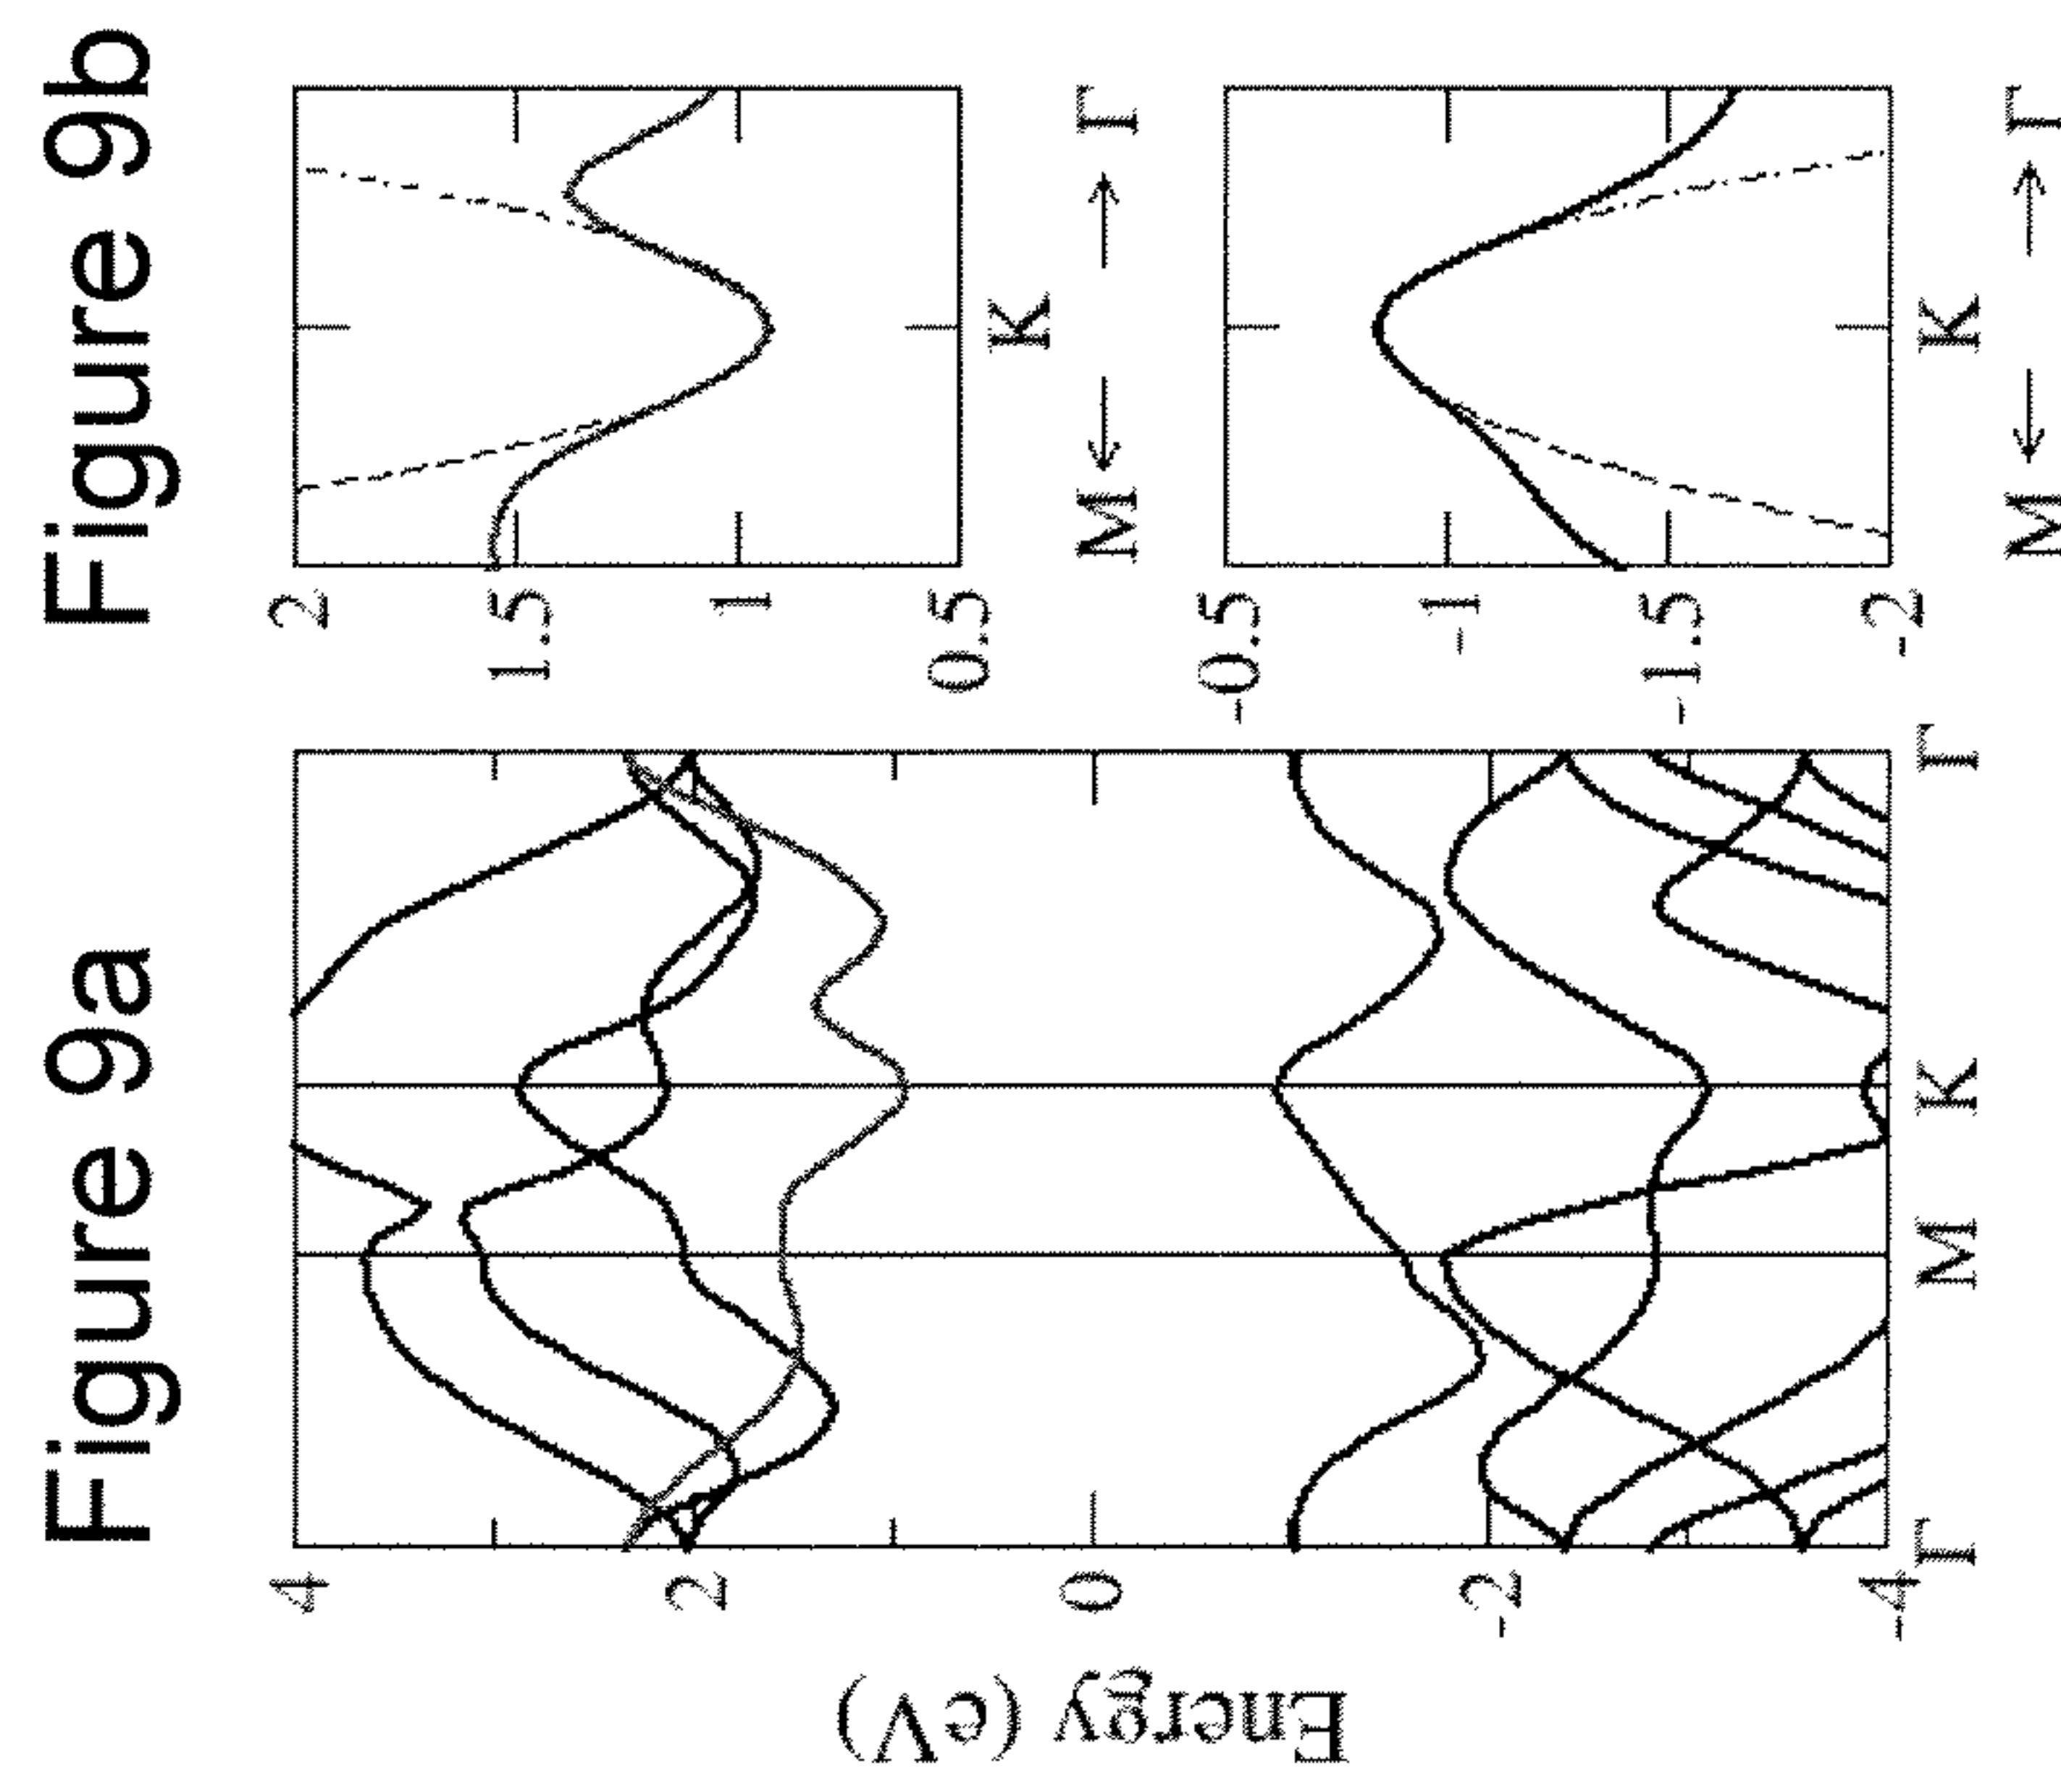 Figure 9a
Figure 9b
Energy (eV)
4
2
0
-2
-4
Γ
M
K
Γ
2
1.5
1
0.5
M ← K → Γ
-0.5
-1
-1.5
-2
M ← K → Γ